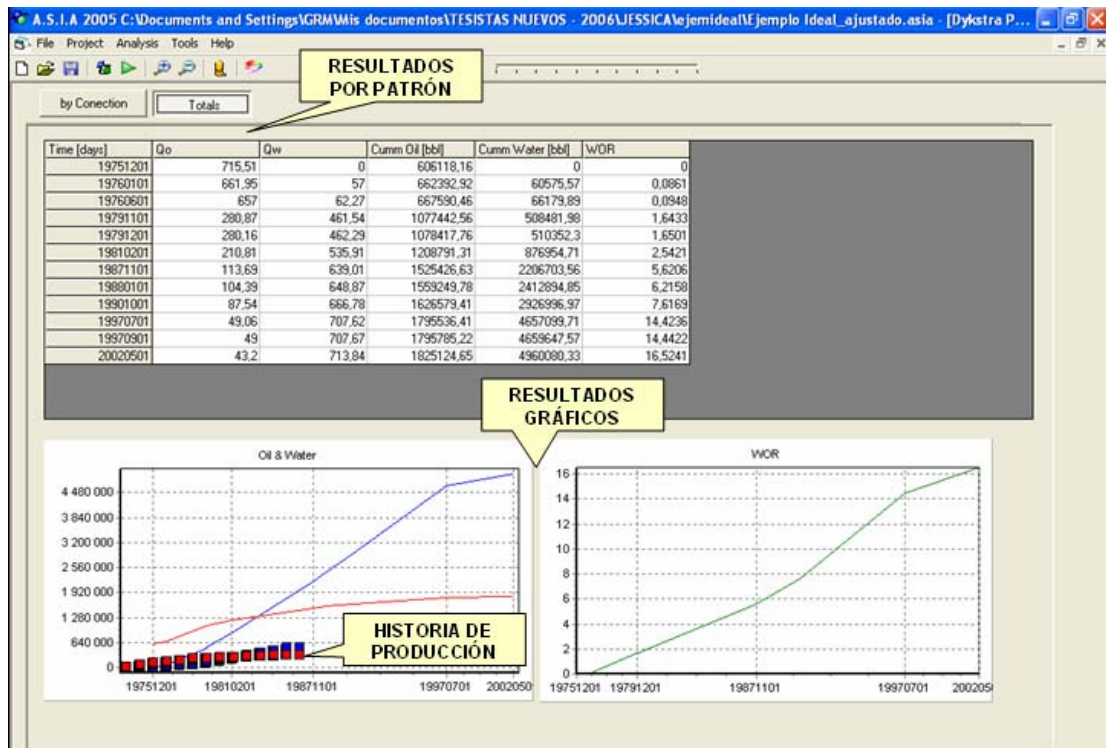 A.S.I.A 2005 C:\Documents and Settings\GRM\Mis documentos\TESISTAS NUEVOS - 2006\JESSICA\ejemideal\Ejemplo Ideal_ajustado.asia - [Dykstra P...
File Project Analysis Tools Help
RESULTADOS
POR PATRÓN
by Conection Totals
Time [days] Qo Qw Cumm Oil [bbl] Cumm Water [bbl] WOR
19751201 715,51 0 606118,16 0 0
19760101 661,95 57 662392,92 60575,57 0,0861
19760601 657 62,27 667590,46 66179,89 0,0948
19791101 280,87 461,54 1077442,56 508481,98 1,6433
19791201 280,16 462,29 1078417,76 510352,3 1,6501
19810201 210,81 535,91 1208791,31 876954,71 2,5421
19871101 113,69 639,01 1525426,63 2206703,56 5,6206
19880101 104,39 648,87 1559249,78 2412894,85 6,2158
19901001 87,54 666,78 1626579,41 2926996,97 7,6169
19970701 49,06 707,62 1795536,41 4657099,71 14,4236
19970901 49 707,67 1795785,22 4659647,57 14,4422
20020501 43,2 713,84 1825124,65 4960080,33 16,5241
RESULTADOS
GRÁFICOS
Oil & Water
4 480 000
3 840 000
3 200 000
2 560 000
1 920 000
1 280 000
640 000
0
19751201 19810201 19871101 19970701 2002050
HISTORIA DE
PRODUCCIÓN
WOR
16
14
12
10
8
6
4
2
0
19751201 19791201 19871101 19970701 2002050